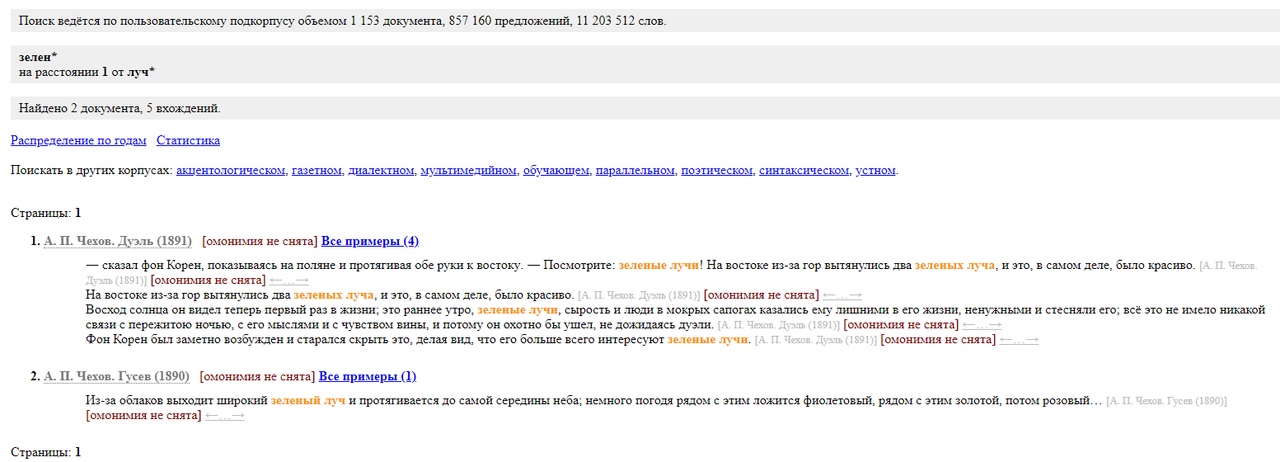 Поиск ведётся по пользовательскому подкорпусу объемом 1 153 документа, 857 160 предложений, 11 203 512 слов.
зелен*
на расстоянии 1 от луч*
Найдено 2 документа, 5 вхождений.
Распределение по годам Статистика
Поискать в других корпусах: акцентологическом, газетном, диалектном, мультимедийном, обучающем, параллельном, поэтическом, синтаксическом, устном.
Страницы: 1
1. А. П. Чехов. Дуэль (1891) [омонимия не снята] Все примеры (4)
— сказал фон Корен, показываясь на поляне и протягивая обе руки к востоку. — Посмотрите: зеленые лучи! На востоке из-за гор вытянулись два зеленых луча, и это, в самом деле, было красиво. [А. П. Чехов.
Дуэль (1891)] [омонимия не снята] ←…→
На востоке из-за гор вытянулись два зеленых луча, и это, в самом деле, было красиво. [А. П. Чехов. Дуэль (1891)] [омонимия не снята] ←…→
Восход солнца он видел теперь первый раз в жизни; это раннее утро, зеленые лучи, сырость и люди в мокрых сапогах казались ему лишними в его жизни, ненужными и стесняли его; всё это не имело никакой
связи с пережитою ночью, с его мыслями и с чувством вины, и потому он охотно бы ушел, не дожидаясь дуэли. [А. П. Чехов. Дуэль (1891)] [омонимия не снята] ←…→
Фон Корен был заметно возбужден и старался скрыть это, делая вид, что его больше всего интересуют зеленые лучи. [А. П. Чехов. Дуэль (1891)] [омонимия не снята] ←…→
2. А. П. Чехов. Гусев (1890) [омонимия не снята] Все примеры (1)
Из-за облаков выходит широкий зеленый луч и протягивается до самой середины неба; немного погодя рядом с этим ложится фиолетовый, рядом с этим золотой, потом розовый… [А. П. Чехов. Гусев (1890)]
[омонимия не снята] ←…→
Страницы: 1